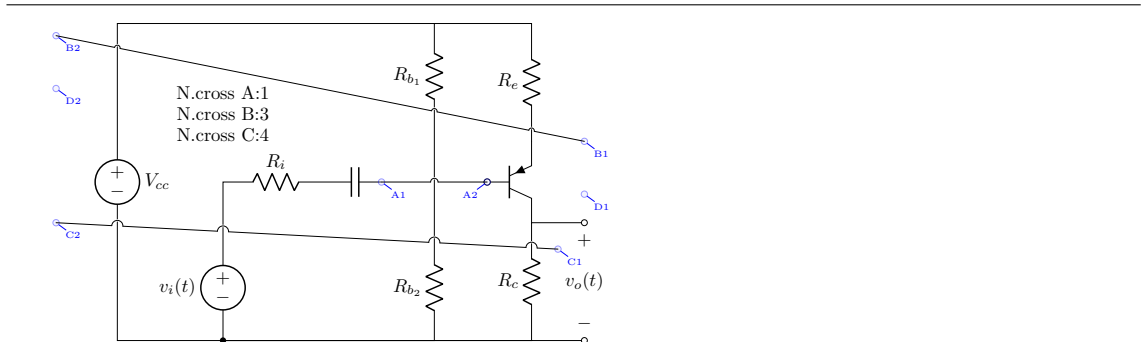 B2
D2
R_{b_1}
R_e
N.cross A:1
N.cross B:3
N.cross C:4
B1
R_i
+
−
V_{cc}
A1
A2
D1
C2
+
C1
v_i(t)
+
−
R_{b_2}
R_c
v_o(t)
−